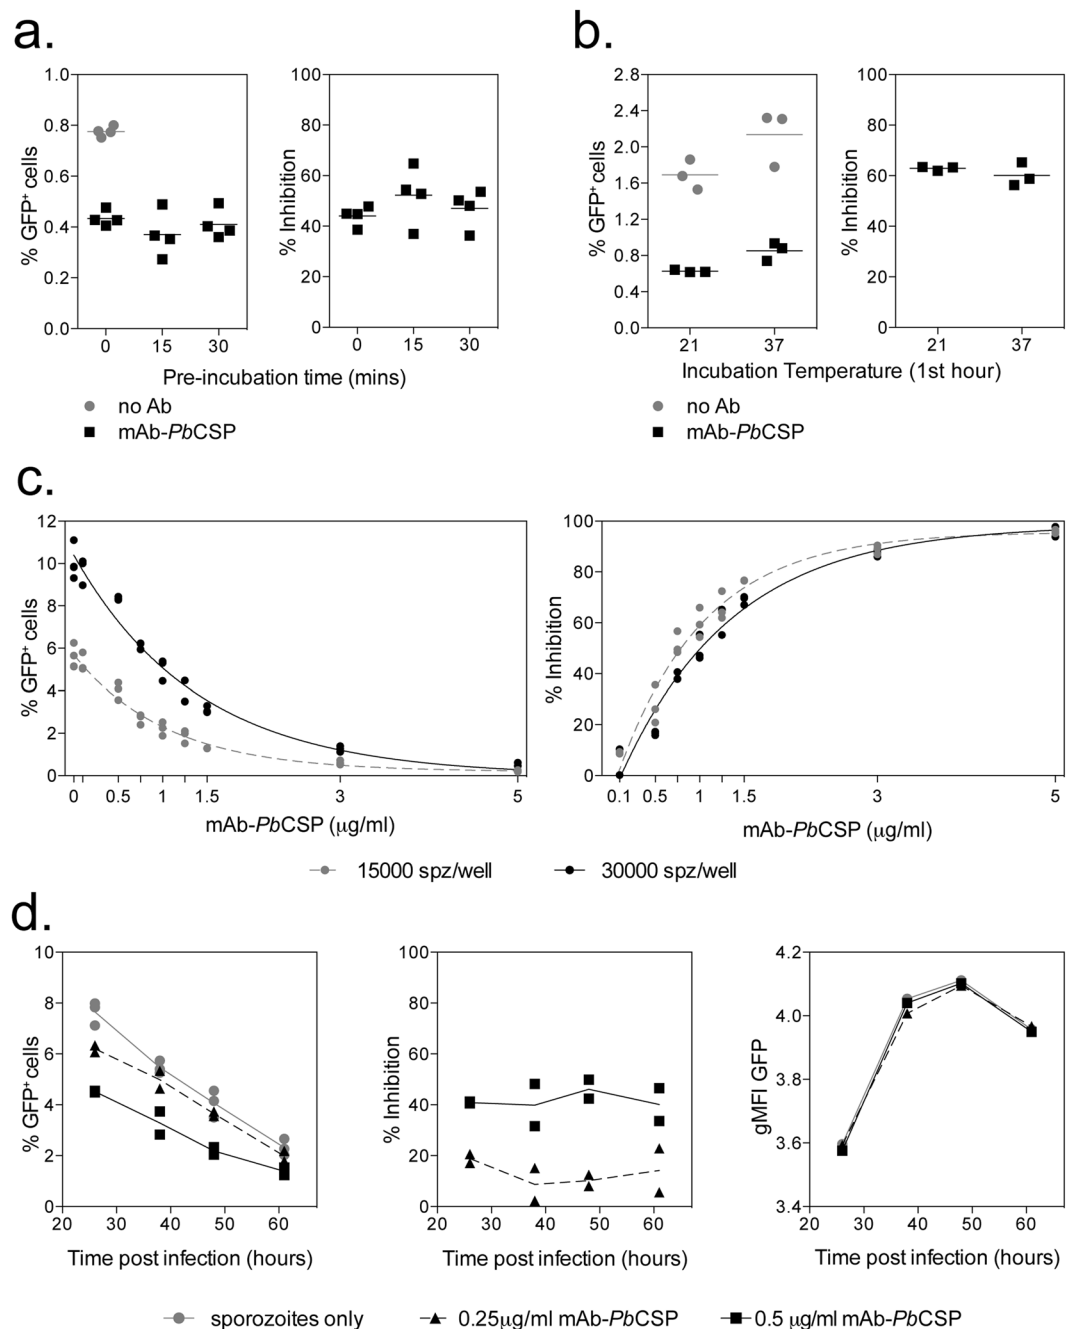 a.
b.
1.0
0.8
0.6
0.4
0.2
0.0
% GFP+ cells
0 15 30
100
80
60
40
20
0
% Inhibition
0 15 30
Pre-incubation time (mins)
no Ab
mAb-PbCSP
2.8
2.4
2.0
1.6
1.2
0.8
0.4
0.0
% GFP+ cells
21 37
100
80
60
40
20
0
% Inhibition
21 37
Incubation Temperature (1st hour)
no Ab
mAb-PbCSP
c.
12
10
8
6
4
2
0
% GFP+ cells
0 0.5 1 1.5 3 5
mAb-PbCSP (μg/ml)
100
80
60
40
20
0
% Inhibition
0.1 0.5 1 1.5 3 5
mAb-PbCSP (μg/ml)
15000 spz/well 30000 spz/well
d.
10
8
6
4
2
0
% GFP+ cells
20 30 40 50 60
Time post infection (hours)
100
80
60
40
20
0
% Inhibition
20 30 40 50 60
Time post infection (hours)
4.2
4.0
3.8
3.6
3.4
gMFI GFP
20 30 40 50 60
Time post infection (hours)
sporozoites only 0.25μg/ml mAb-PbCSP 0.5 μg/ml mAb-PbCSP